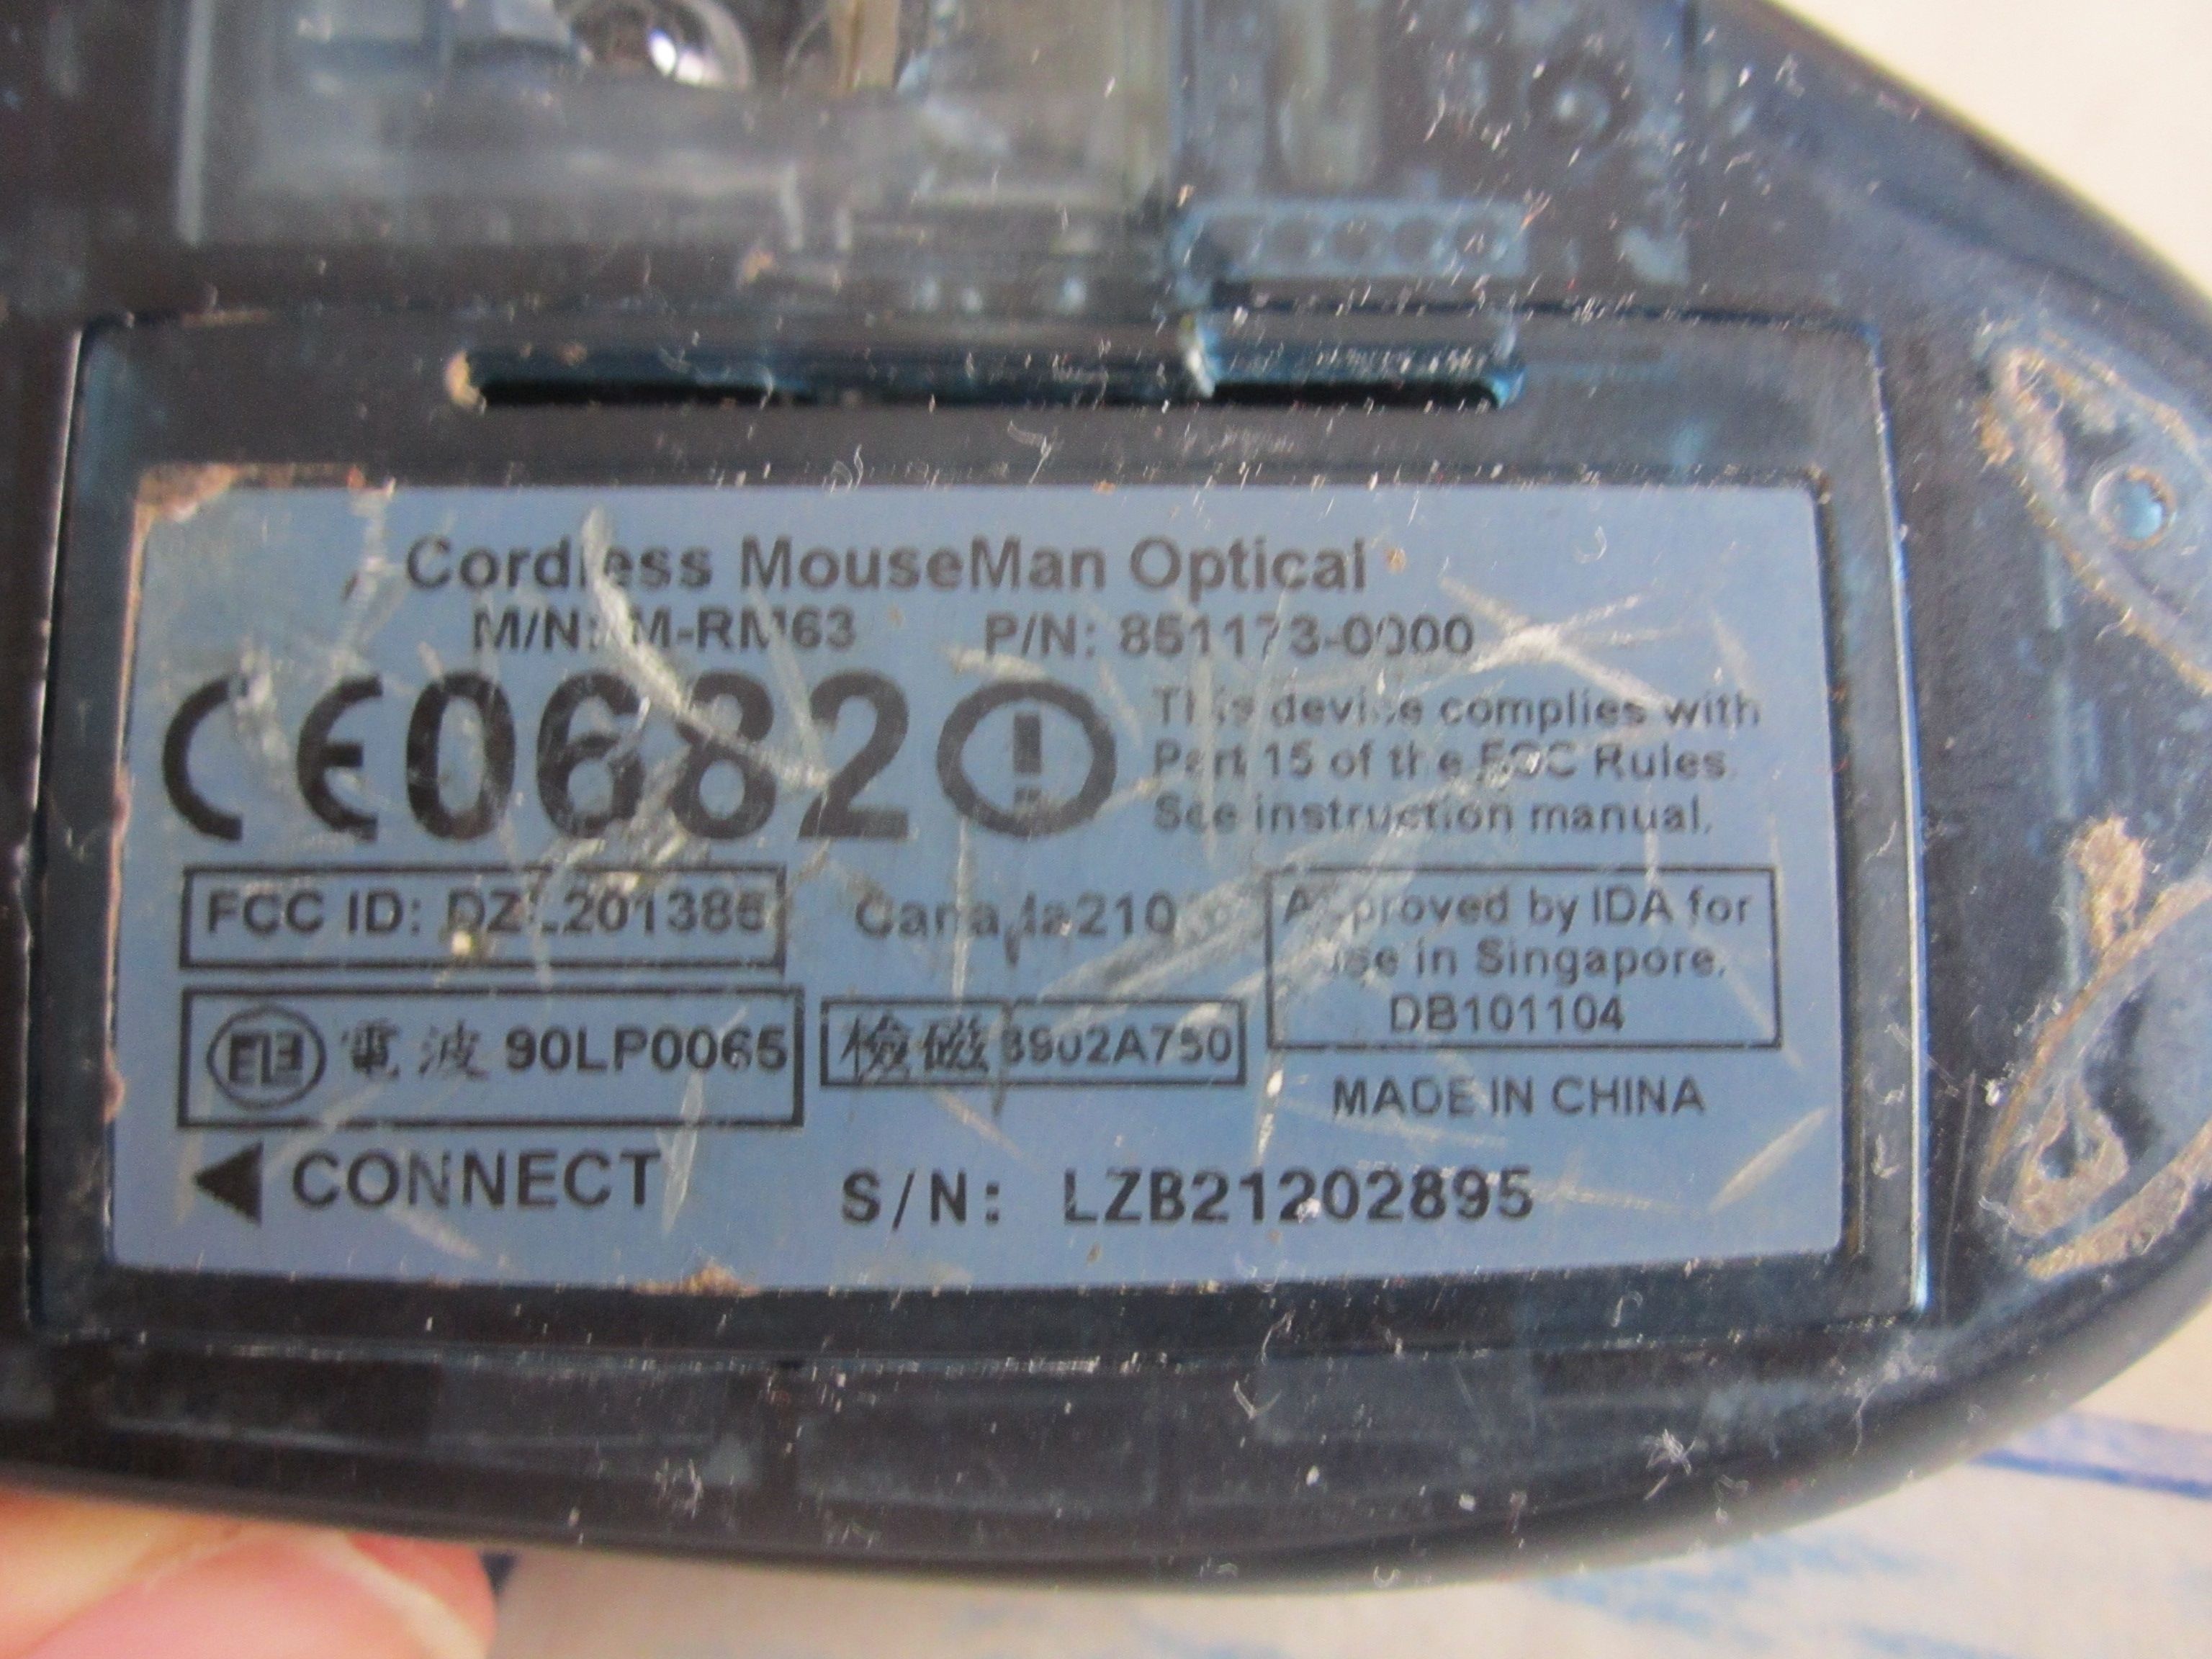 Cordless MouseMan Optical
M/N: M-RM63 P/N: 851173-0000
CE0682
This device complies with
Part 15 of the FCC Rules.
See instruction manual.
FCC ID:
Approved by IDA for
use in Singapore.
DB101104
電波 90LP0065
檢磁 3902A750
MADE IN CHINA
CONNECT
S/N: LZB21202895